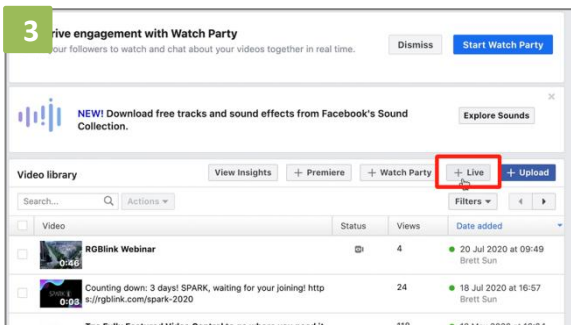 3
rive engagement with Watch Party
your followers to watch and chat about your videos together in real time.
Dismiss
Start Watch Party
NEW! Download free tracks and sound effects from Facebook's Sound
Collection.
Explore Sounds
Video library
View Insights
+ Premiere
+ Watch Party
+ Live
+ Upload
Search...
Actions
Filters
Video Status Views Date added
RGBlink Webinar 4 20 Jul 2020 at 09:49
0:46 Brett Sun
Counting down: 3 days! SPARK, waiting for your joining! http 24 18 Jul 2020 at 16:57
0:03 s://rgblink.com/spark-2020 Brett Sun